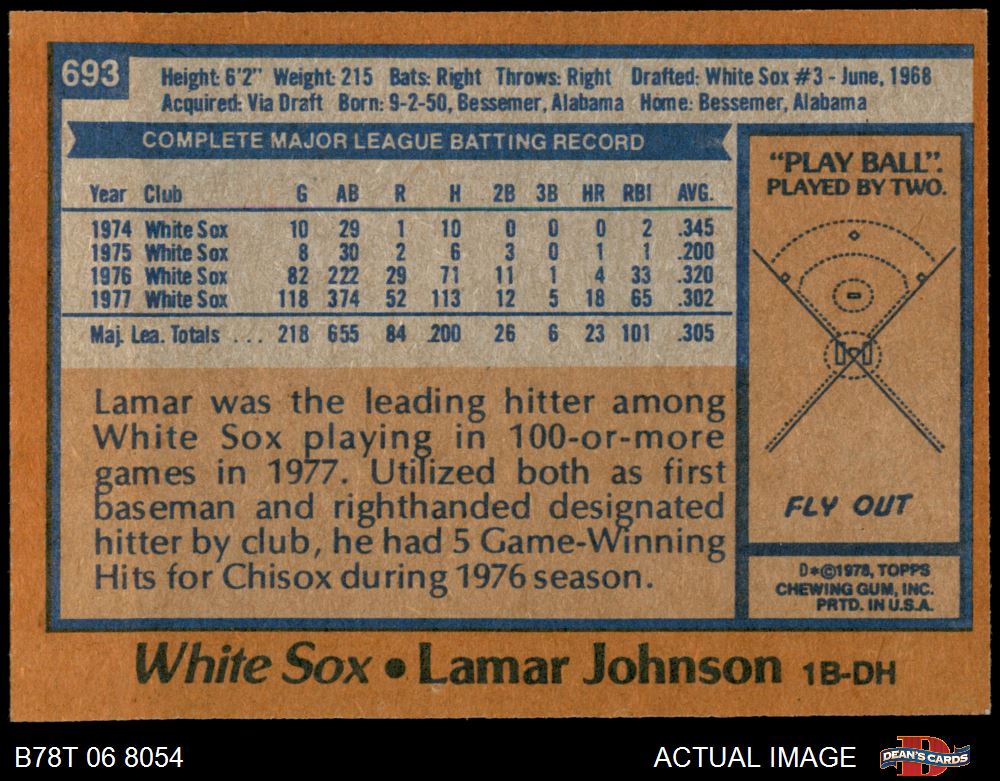 693
Height: 6'2" Weight: 215 Bats: Right Throws: Right Drafted: White Sox #3 - June, 1968
Acquired: Via Draft Born: 9-2-50, Bessemer, Alabama Home: Bessemer, Alabama
COMPLETE MAJOR LEAGUE BATTING RECORD
Year Club G AB R H 2B 3B HR RBI AVG.
1974 White Sox 10 29 1 10 0 0 0 2 .345
1975 White Sox 8 30 2 6 3 0 1 1 .200
1976 White Sox 82 222 29 71 11 1 4 33 .320
1977 White Sox 118 374 52 113 12 5 18 65 .302
Maj. Lea. Totals ... 218 655 84 200 26 6 23 101 .305
Lamar was the leading hitter among
White Sox playing in 100-or-more
games in 1977. Utilized both as first
baseman and righthanded designated
hitter by club, he had 5 Game-Winning
Hits for Chisox during 1976 season.
"PLAY BALL".
PLAYED BY TWO.
FLY OUT
D*©1978, TOPPS
CHEWING GUM, INC.
PRTD. IN U.S.A.
White Sox • Lamar Johnson 1B-DH
B78T 06 8054
ACTUAL IMAGE
DEAN'S CARDS